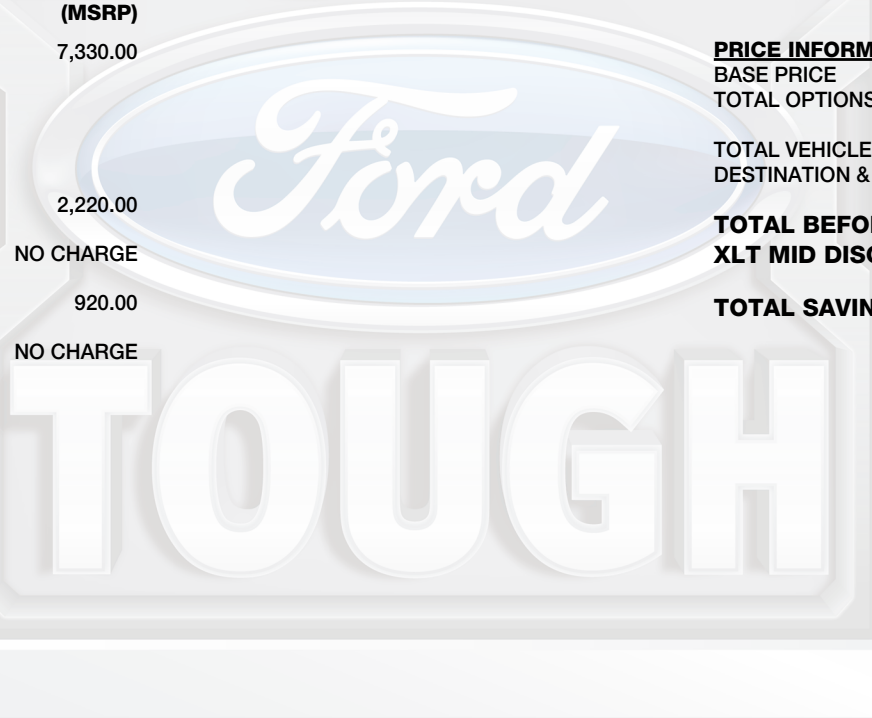 (MSRP)
7,330.00
2,220.00
NO CHARGE
920.00
NO CHARGE
PRICE INFORM
BASE PRICE
TOTAL OPTIONS
TOTAL VEHICLE
DESTINATION &
TOTAL BEFO
XLT MID DISC
TOTAL SAVIN
Ford
TOUGH